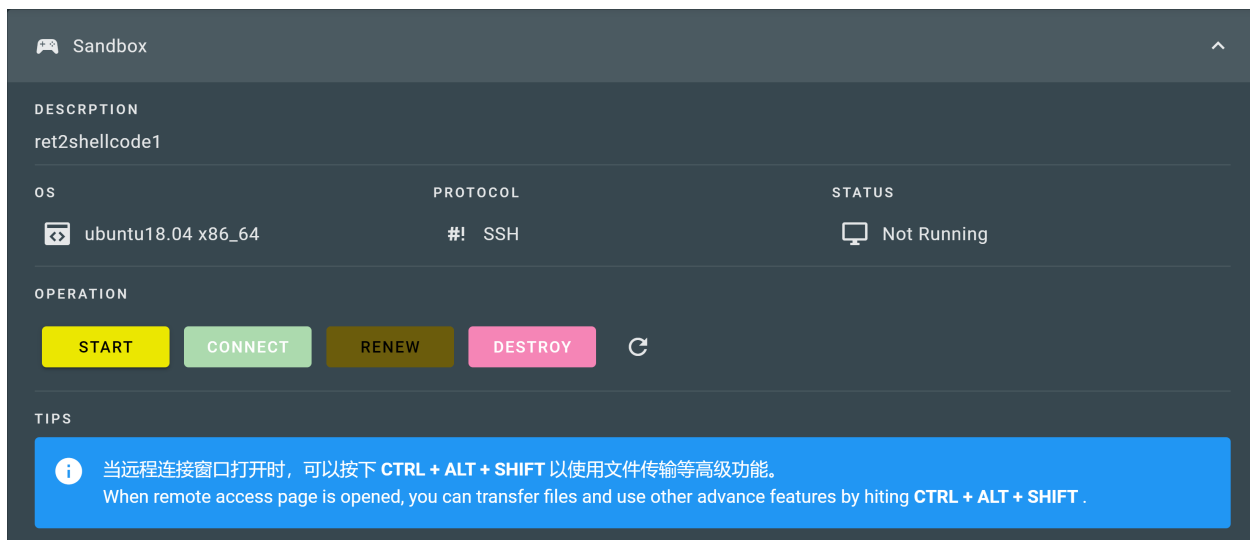 Sandbox
DESCRPTION
ret2shellcode1
OS
PROTOCOL
STATUS
ubuntu18.04 x86_64
#! SSH
Not Running
OPERATION
START
CONNECT
RENEW
DESTROY
TIPS
当远程连接窗口打开时，可以按下 CTRL + ALT + SHIFT 以使用文件传输等高级功能。
When remote access page is opened, you can transfer files and use other advance features by hiting CTRL + ALT + SHIFT .